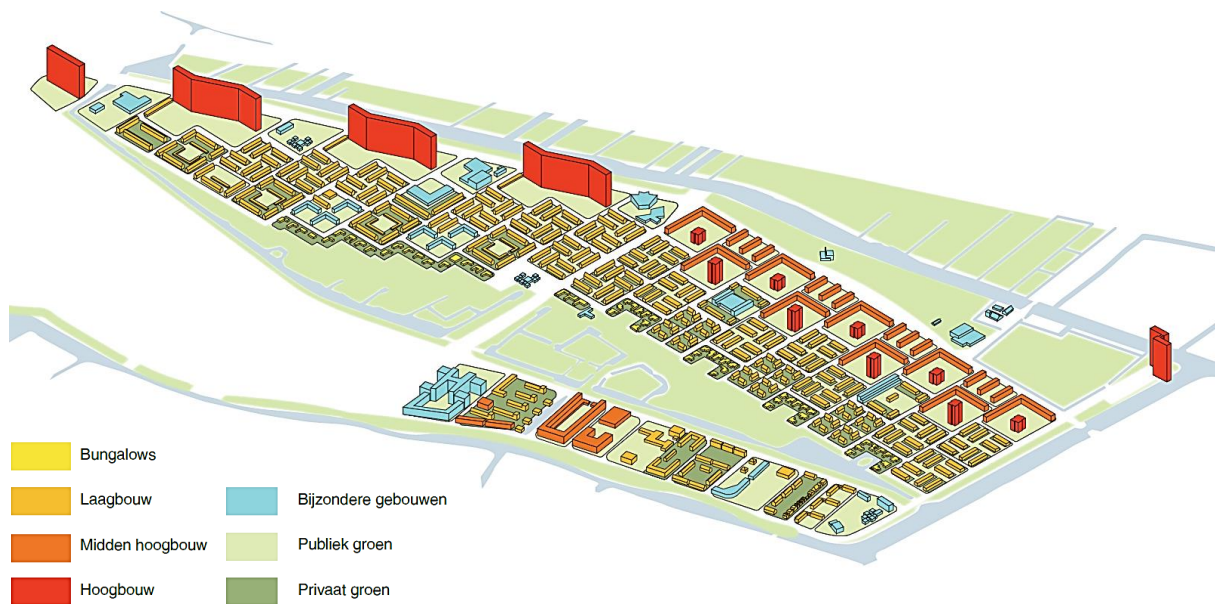 Bungalows
Laagbouw
Midden hoogbouw
Hoogbouw
Bijzondere gebouwen
Publiek groen
Privaat groen